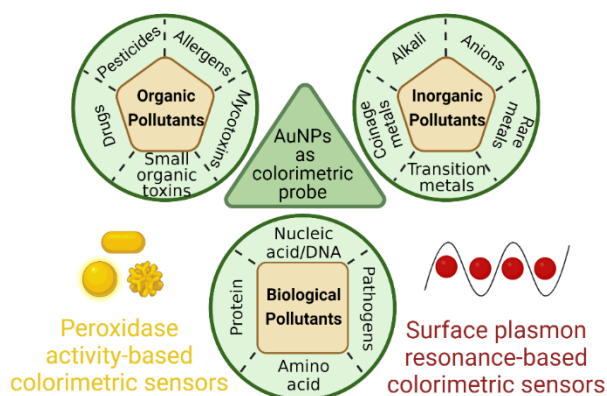 Pesticides
Allergens
Mycotoxins
Small
organic
toxins
Drugs
Organic
Pollutants
Alkali
Anions
Rare
metals
Transition
metals
Coinage
metals
Inorganic
Pollutants
AuNPs
as
colorimetric
probe
Nucleic
acid/DNA
Pathogens
Amino
acid
Protein
Biological
Pollutants
Peroxidase
activity-based
colorimetric sensors
Surface plasmon
resonance-based
colorimetric sensors